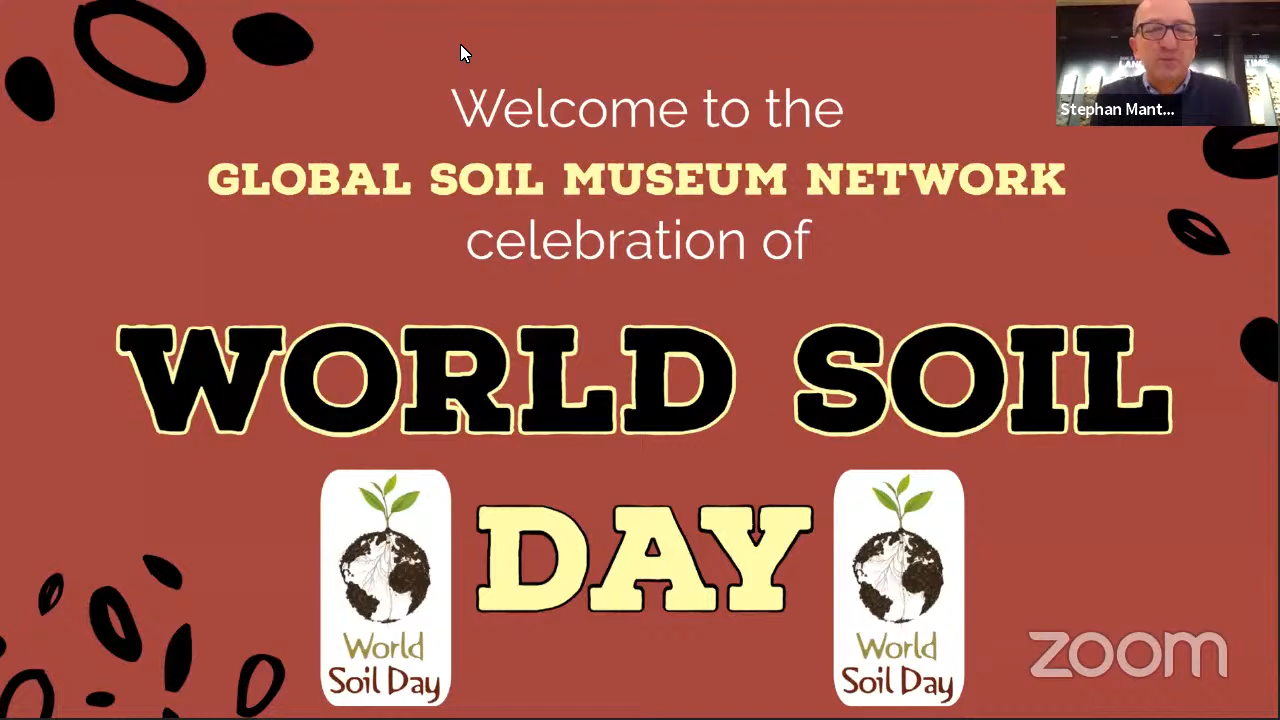 Welcome to the
GLOBAL SOIL MUSEUM NETWORK
celebration of
WORLD SOIL
DAY
World
Soil Day
World
Soil Day
Stephan Mant...
zoom